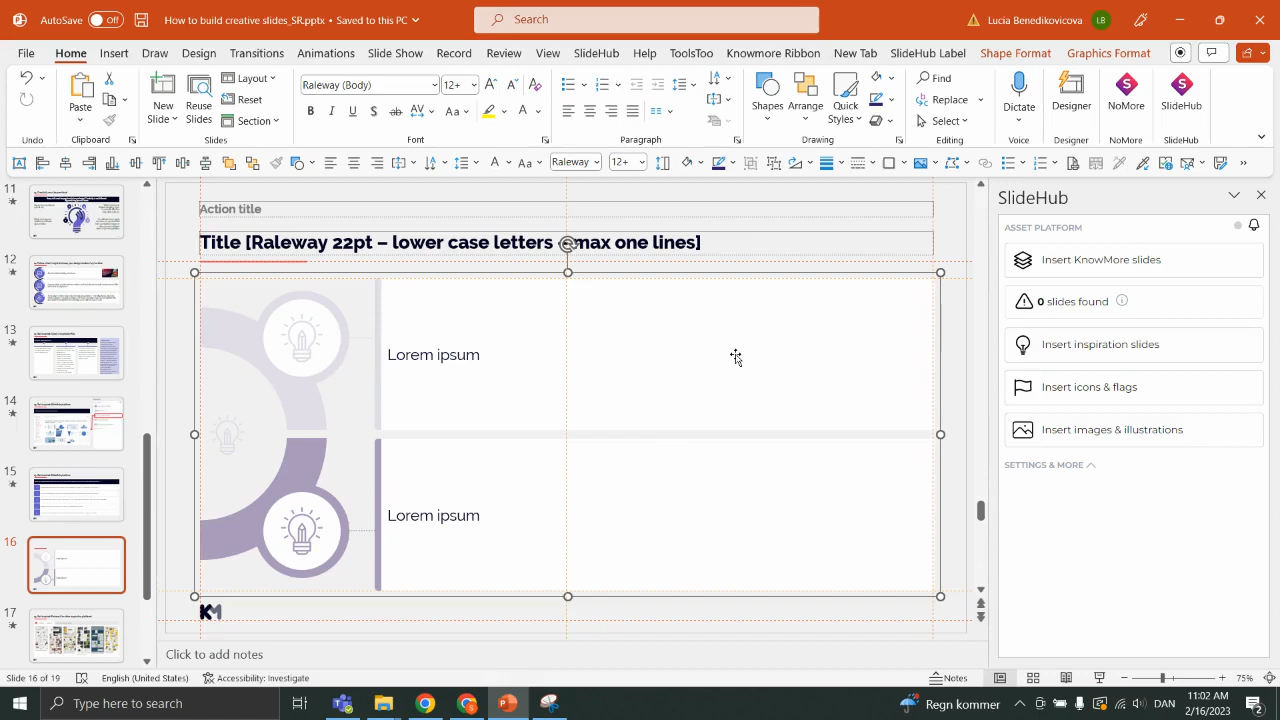 AutoSave
Off
How to build creative slides_SR.pptx • Saved to this PC
Search
Lucia Benedikovicova
LB
File
Home
Insert
Draw
Design
Transitions
Animations
Slide Show
Record
Review
View
SlideHub
Help
ToolsToo
Knowmore Ribbon
New Tab
SlideHub Label
Shape Format
Graphics Format
Undo
Paste
Clipboard
New Slide
Reuse Slides
Layout
Reset
Section
Slides
Raleway (Body)
12+
Font
Paragraph
Shapes
Arrange
Quick Styles
Drawing
Find
Replace
Select
Editing
Dictate
Voice
Designer
Designer
NoMore
NoMore
SlideHub
SlideHub
Raleway
12+
11
12
13
14
15
16
17
Action title
Title [Raleway 22pt – lower case letters – max one lines]
Lorem ipsum
Lorem ipsum
KM
Click to add notes
SlideHub
ASSET PLATFORM
Insert KnowMore slides
0 slides found
Insert inspiration slides
Insert icons & flags
Insert images & illustrations
SETTINGS & MORE
Slide 16 of 19
English (United States)
Accessibility: Investigate
Notes
75%
Type here to search
Regn kommer
DAN
11:02 AM
2/16/2023
2